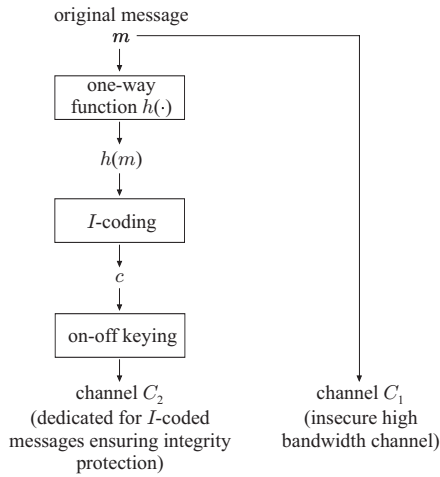 original message
m
one-way
function h(·)
h(m)
I-coding
c
on-off keying
channel C₂
(dedicated for I-coded
messages ensuring integrity
protection)
channel C₁
(insecure high
bandwidth channel)